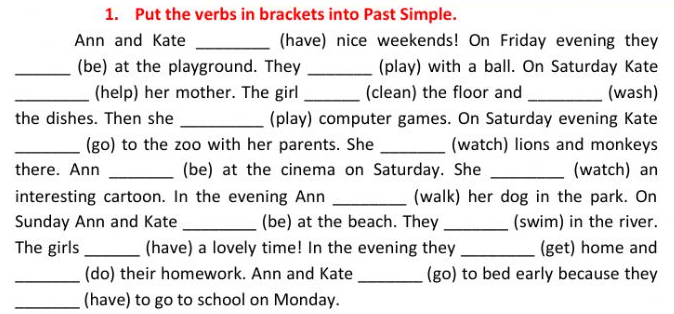 1. Put the verbs in brackets into Past Simple.
Ann and Kate ________ (have) nice weekends! On Friday evening they
______ (be) at the playground. They _______ (play) with a ball. On Saturday Kate
________ (help) her mother. The girl ______ (clean) the floor and ________ (wash)
the dishes. Then she _________ (play) computer games. On Saturday evening Kate
_______ (go) to the zoo with her parents. She _______ (watch) lions and monkeys
there. Ann _______ (be) at the cinema on Saturday. She ________ (watch) an
interesting cartoon. In the evening Ann ________ (walk) her dog in the park. On
Sunday Ann and Kate ________ (be) at the beach. They _______ (swim) in the river.
The girls ______ (have) a lovely time! In the evening they ________ (get) home and
_______ (do) their homework. Ann and Kate _______ (go) to bed early because they
_______ (have) to go to school on Monday.